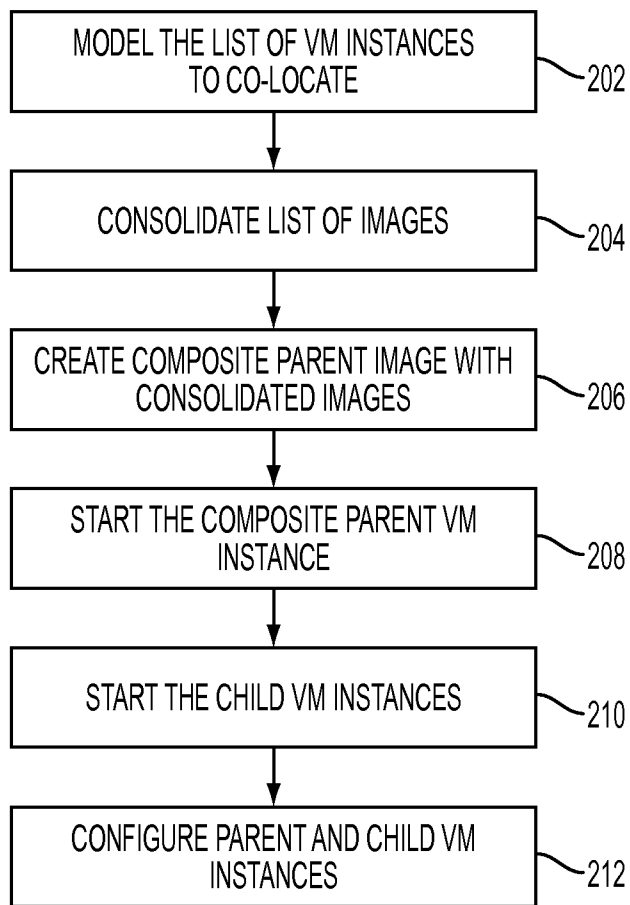 MODEL THE LIST OF VM INSTANCES
TO CO-LOCATE
202
CONSOLIDATE LIST OF IMAGES
204
CREATE COMPOSITE PARENT IMAGE WITH
CONSOLIDATED IMAGES
206
START THE COMPOSITE PARENT VM
INSTANCE
208
START THE CHILD VM INSTANCES
210
CONFIGURE PARENT AND CHILD VM
INSTANCES
212